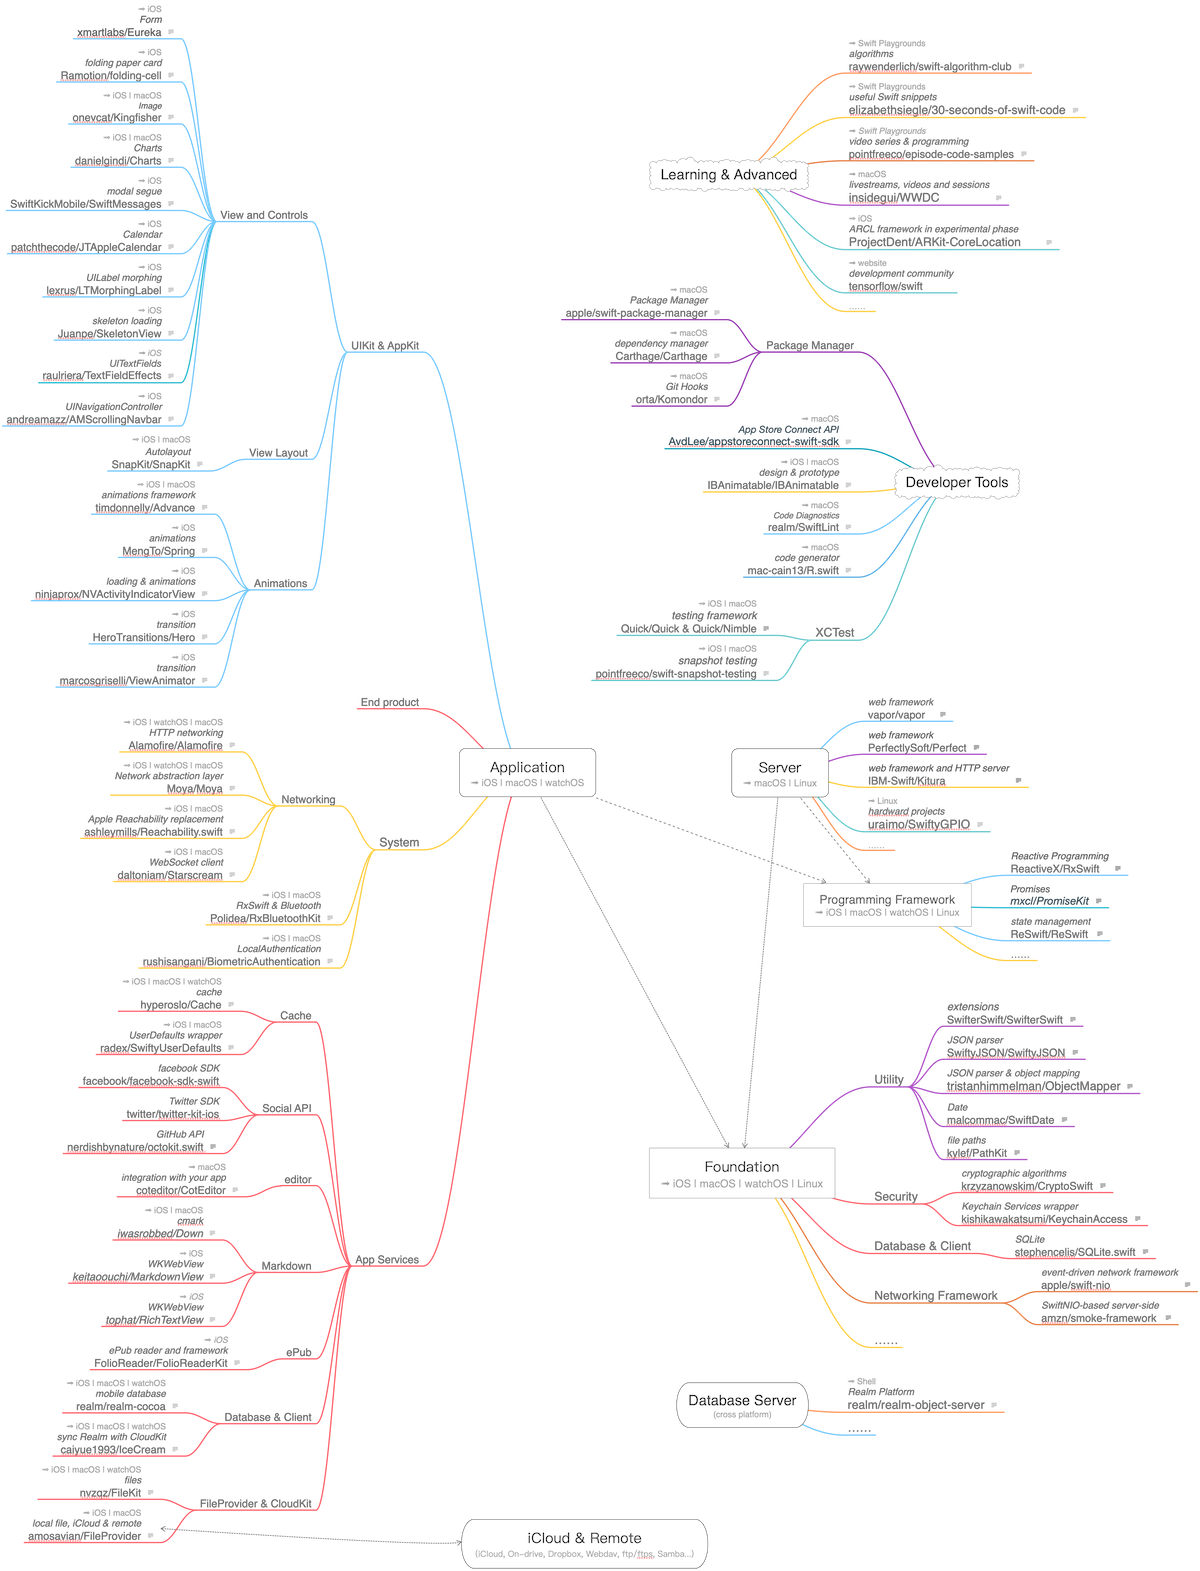 ➞ iOS
Form
xmartlabs/Eureka
➞ iOS
folding paper card
Ramotion/folding-cell
➞ iOS | macOS
Image
onevcat/Kingfisher
➞ iOS | macOS
Charts
danielgindi/Charts
➞ iOS
modal segue
SwiftKickMobile/SwiftMessages
➞ iOS
Calendar
patchthecode/JTAppleCalendar
➞ iOS
UILabel morphing
lexrus/LTMorphingLabel
➞ iOS
skeleton loading
Juanpe/SkeletonView
➞ iOS
UITextFields
raulriera/TextFieldEffects
➞ iOS
UINavigationController
andreamazz/AMScrollingNavbar
View and Controls
➞ iOS | macOS
Autolayout
SnapKit/SnapKit
View Layout
➞ iOS | macOS
animations framework
timdonnelly/Advance
➞ iOS
animations
MengTo/Spring
➞ iOS
loading & animations
ninjaprox/NVActivityIndicatorView
➞ iOS
transition
HeroTransitions/Hero
➞ iOS
transition
marcosgriselli/ViewAnimator
Animations
UIKit & AppKit
End product
➞ iOS | watchOS | macOS
HTTP networking
Alamofire/Alamofire
➞ iOS | watchOS | macOS
Network abstraction layer
Moya/Moya
➞ iOS | macOS
Apple Reachability replacement
ashleymills/Reachability.swift
➞ iOS | macOS
WebSocket client
daltoniam/Starscream
Networking
➞ iOS | macOS
RxSwift & Bluetooth
Polidea/RxBluetoothKit
➞ iOS | macOS
LocalAuthentication
rushisangani/BiometricAuthentication
System
➞ iOS | macOS | watchOS
cache
hyperoslo/Cache
➞ iOS | macOS
UserDefaults wrapper
radex/SwiftyUserDefaults
Cache
facebook SDK
facebook/facebook-sdk-swift
Twitter SDK
twitter/twitter-kit-ios
GitHub API
nerdishbynature/octokit.swift
Social API
➞ macOS
integration with your app
coteditor/CotEditor
editor
➞ iOS | macOS
cmark
iwasrobbed/Down
➞ iOS
WKWebView
keitaoouchi/MarkdownView
➞ iOS
WKWebView
tophat/RichTextView
Markdown
➞ iOS
ePub reader and framework
FolioReader/FolioReaderKit
ePub
➞ iOS | macOS | watchOS
mobile database
realm/realm-cocoa
➞ iOS | macOS | watchOS
sync Realm with CloudKit
caiyue1993/IceCream
Database & Client
➞ iOS | macOS | watchOS
files
nvzqz/FileKit
➞ iOS | macOS
local file, iCloud & remote
amosavian/FileProvider
FileProvider & CloudKit
App Services
Application
➞ iOS | macOS | watchOS
iCloud & Remote
(iCloud, On-drive, Dropbox, Webdav, ftp/ftps, Samba...)
Learning & Advanced
➞ Swift Playgrounds
algorithms
raywenderlich/swift-algorithm-club
➞ Swift Playgrounds
useful Swift snippets
elizabethsiegle/30-seconds-of-swift-code
➞ Swift Playgrounds
video series & programming
pointfreeco/episode-code-samples
➞ macOS
livestreams, videos and sessions
insidegui/WWDC
➞ iOS
ARCL framework in experimental phase
ProjectDent/ARKit-CoreLocation
➞ website
development community
tensorflow/swift
......
➞ macOS
Package Manager
apple/swift-package-manager
➞ macOS
dependency manager
Carthage/Carthage
➞ macOS
Git Hooks
orta/Komondor
Package Manager
➞ macOS
App Store Connect API
AvdLee/appstoreconnect-swift-sdk
➞ iOS | macOS
design & prototype
IBAnimatable/IBAnimatable
➞ macOS
Code Diagnostics
realm/SwiftLint
➞ macOS
code generator
mac-cain13/R.swift
➞ iOS | macOS
testing framework
Quick/Quick & Quick/Nimble
➞ iOS | macOS
snapshot testing
pointfreeco/swift-snapshot-testing
XCTest
Developer Tools
Server
➞ macOS | Linux
web framework
vapor/vapor
web framework
PerfectlySoft/Perfect
web framework and HTTP server
IBM-Swift/Kitura
➞ Linux
hardward projects
uraimo/SwiftyGPIO
......
Programming Framework
➞ iOS | macOS | watchOS | Linux
Reactive Programming
ReactiveX/RxSwift
Promises
mxcl/PromiseKit
state management
ReSwift/ReSwift
......
Foundation
➞ iOS | macOS | watchOS | Linux
Utility
extensions
SwifterSwift/SwifterSwift
JSON parser
SwiftyJSON/SwiftyJSON
JSON parser & object mapping
tristanhimmelman/ObjectMapper
Date
malcommac/SwiftDate
file paths
kylef/PathKit
Security
cryptographic algorithms
krzyzanowskim/CryptoSwift
Keychain Services wrapper
kishikawakatsumi/KeychainAccess
Database & Client
SQLite
stephencelis/SQLite.swift
Networking Framework
event-driven network framework
apple/swift-nio
SwiftNIO-based server-side
amzn/smoke-framework
......
Database Server
(cross platform)
➞ Shell
Realm Platform
realm/realm-object-server
......